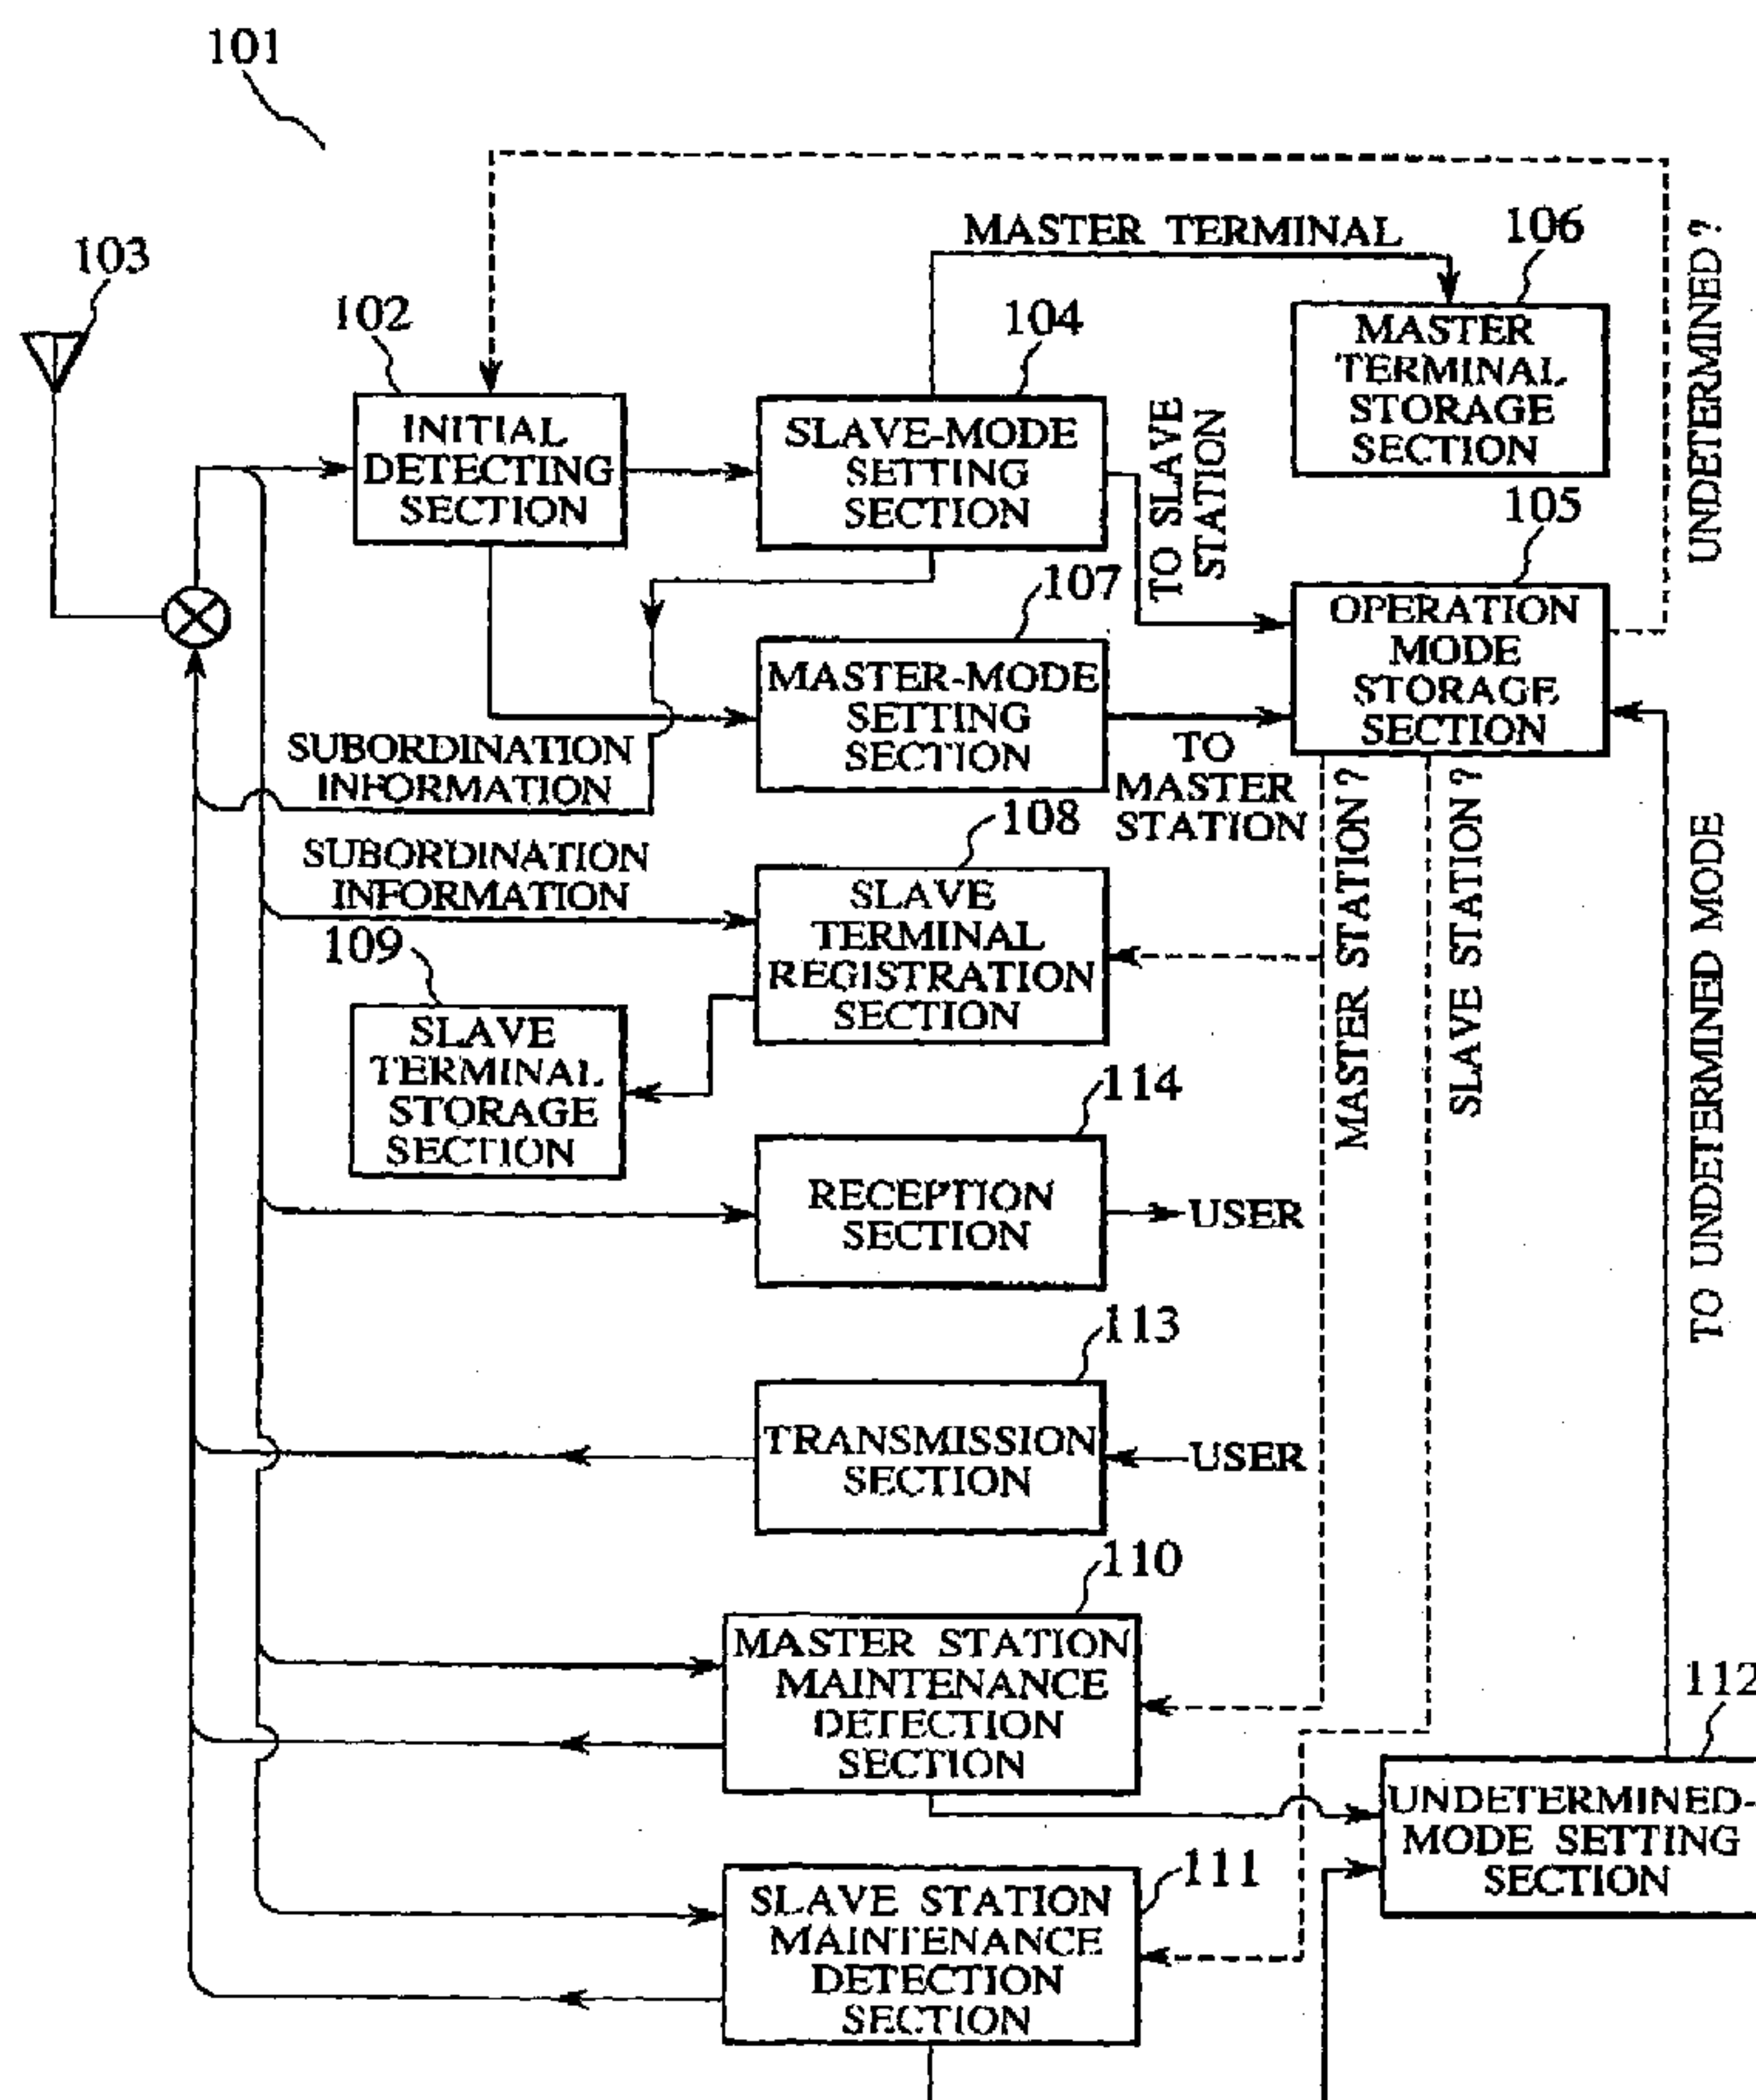 101
MASTER TERMINAL
106
103
102
104
MASTER
TERMINAL
STORAGE
SECTION
UNDETERMINED ?
INITIAL
DETECTING
SECTION
SLAVE-MODE
SETTING
SECTION
TO SLAVE
STATION
105
107
OPERATION
MODE
STORAGE
SECTION
MASTER-MODE
SETTING
SECTION
TO
MASTER
STATION
SUBORDINATION
INFORMATION
MASTER STATION ?
SLAVE STATION ?
TO UNDETERMINED MODE
108
SUBORDINATION
INFORMATION
SLAVE
TERMINAL
REGISTRATION
SECTION
109
SLAVE
TERMINAL
STORAGE
SECTION
114
RECEPTION
SECTION
USER
113
TRANSMISSION
SECTION
USER
110
MASTER STATION
MAINTENANCE
DETECTION
SECTION
112
UNDETERMINED-
MODE SETTING
SECTION
111
SLAVE STATION
MAINTENANCE
DETECTION
SECTION